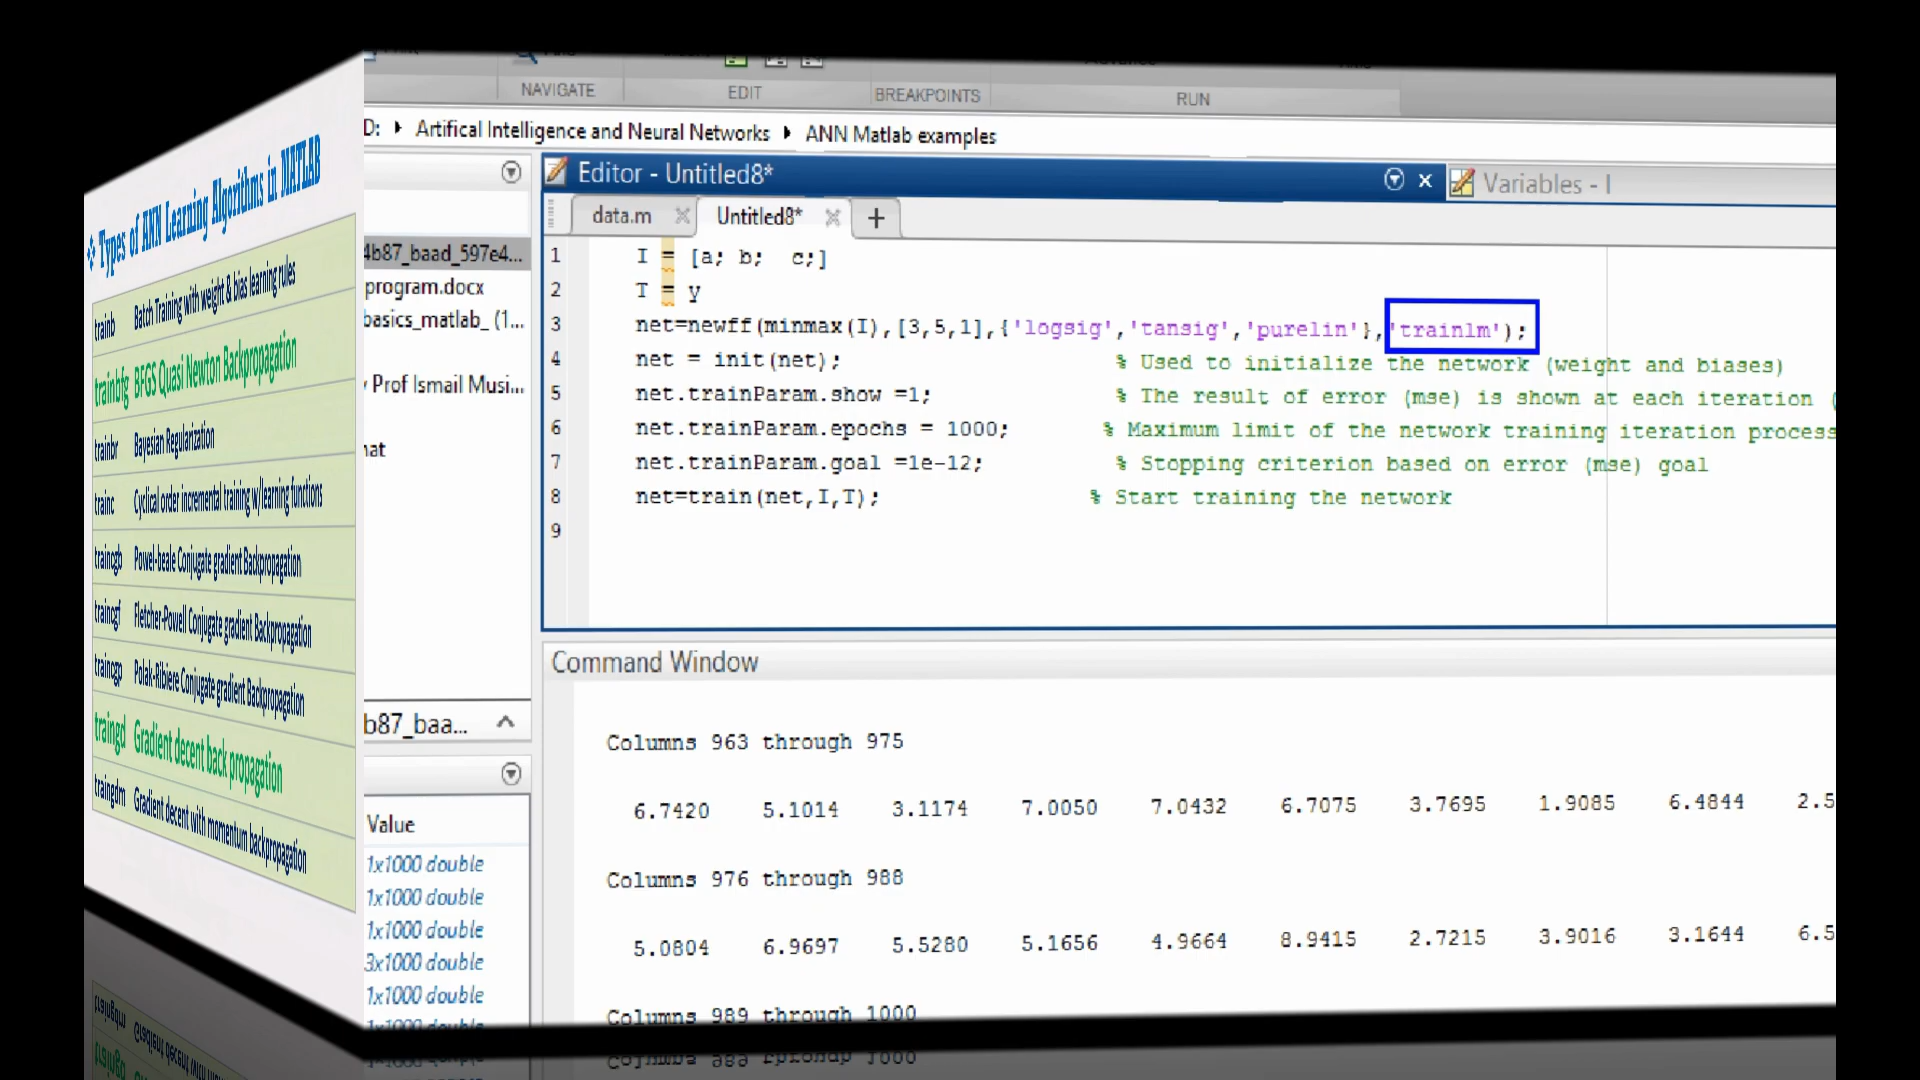 ❖ Types of ANN Learning Algorithms in MATLAB
trainb Batch Training with weight & bias learning rules
trainbfg BFGS Quasi Newton Backpropagation
trainbr Bayesian Regularization
trainc Cyclical order incremental training w/learning functions
traincgb Powel-beale Conjugate gradient Backpropagation
traincgf Fletcher-Powell Conjugate gradient Backpropagation
traincgp Polak-Ribiere Conjugate gradient Backpropagation
traingd Gradient decent back propagation
traingdm Gradient decent with momentum backpropagation
NAVIGATE EDIT BREAKPOINTS RUN
D: Artifical Intelligence and Neural Networks ANN Matlab examples
Editor - Untitled8* Variables - I
data.m Untitled8*
4b87_baad_597e4...
program.docx
basics_matlab_ (1...
Prof Ismail Musi...
b87_baa...
Value
1x1000 double
1x1000 double
1x1000 double
3x1000 double
1x1000 double
1x1000 double
1 I = [a; b; c;]
2 T = y
3 net=newff(minmax(I),[3,5,1],{'logsig','tansig','purelin'},'trainlm');
4 net = init(net); % Used to initialize the network (weight and biases)
5 net.trainParam.show =1; % The result of error (mse) is shown at each iteration (
6 net.trainParam.epochs = 1000; % Maximum limit of the network training iteration process
7 net.trainParam.goal =1e-12; % Stopping criterion based on error (mse) goal
8 net=train(net,I,T); % Start training the network
9
Command Window
Columns 963 through 975
6.7420 5.1014 3.1174 7.0050 7.0432 6.7075 3.7695 1.9085 6.4844 2.5
Columns 976 through 988
5.0804 6.9697 5.5280 5.1656 4.9664 8.9415 2.7215 3.9016 3.1644 6.5
Columns 989 through 1000